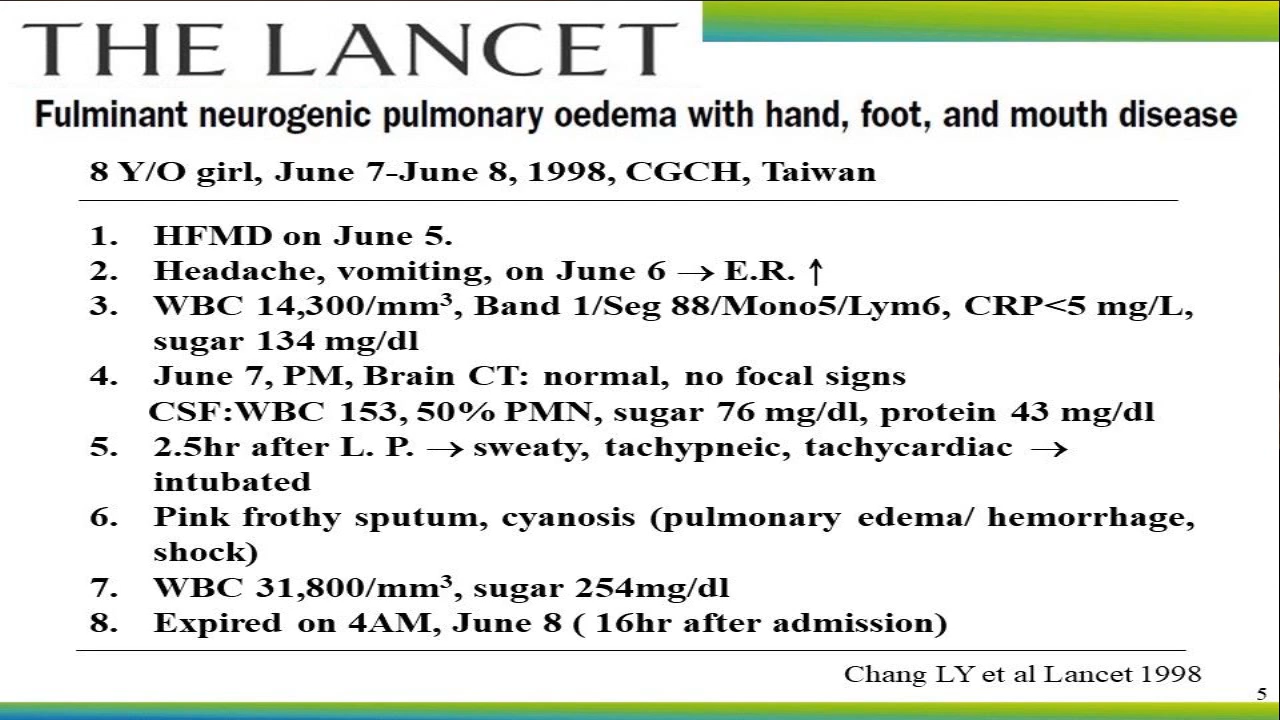 THE LANCET
Fulminant neurogenic pulmonary oedema with hand, foot, and mouth disease
8 Y/O girl, June 7-June 8, 1998, CGCH, Taiwan
1. HFMD on June 5.
2. Headache, vomiting, on June 6 → E.R. ↑
3. WBC 14,300/mm³, Band 1/Seg 88/Mono5/Lym6, CRP<5 mg/L,
sugar 134 mg/dl
4. June 7, PM, Brain CT: normal, no focal signs
CSF:WBC 153, 50% PMN, sugar 76 mg/dl, protein 43 mg/dl
5. 2.5hr after L. P. → sweaty, tachypneic, tachycardiac →
intubated
6. Pink frothy sputum, cyanosis (pulmonary edema/ hemorrhage,
shock)
7. WBC 31,800/mm³, sugar 254mg/dl
8. Expired on 4AM, June 8 ( 16hr after admission)
Chang LY et al Lancet 1998
5